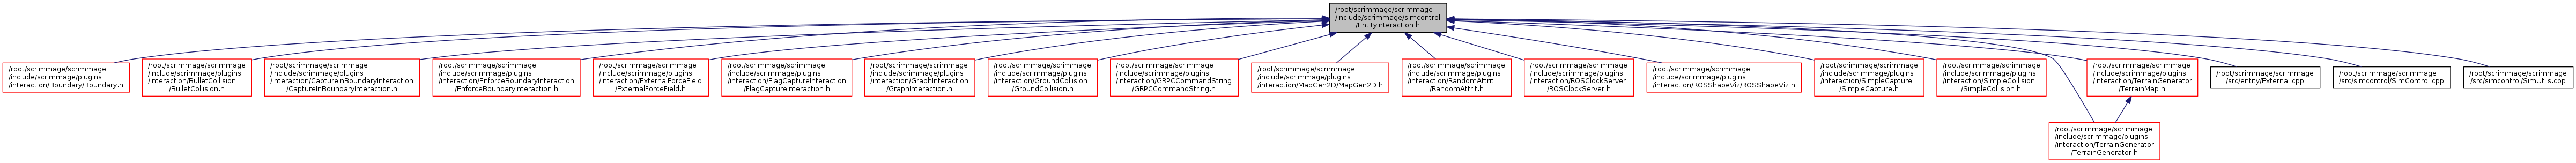 /root/scrimmage/scrimmage
/include/scrimmage/simcontrol
/EntityInteraction.h
/root/scrimmage/scrimmage
/include/scrimmage/plugins
/interaction/Boundary/Boundary.h
/root/scrimmage/scrimmage
/include/scrimmage/plugins
/interaction/BulletCollision
/BulletCollision.h
/root/scrimmage/scrimmage
/include/scrimmage/plugins
/interaction/CaptureInBoundaryInteraction
/CaptureInBoundaryInteraction.h
/root/scrimmage/scrimmage
/include/scrimmage/plugins
/interaction/EnforceBoundaryInteraction
/EnforceBoundaryInteraction.h
/root/scrimmage/scrimmage
/include/scrimmage/plugins
/interaction/ExternalForceField
/ExternalForceField.h
/root/scrimmage/scrimmage
/include/scrimmage/plugins
/interaction/FlagCaptureInteraction
/FlagCaptureInteraction.h
/root/scrimmage/scrimmage
/include/scrimmage/plugins
/interaction/GraphInteraction
/GraphInteraction.h
/root/scrimmage/scrimmage
/include/scrimmage/plugins
/interaction/GroundCollision
/GroundCollision.h
/root/scrimmage/scrimmage
/include/scrimmage/plugins
/interaction/GRPCCommandString
/GRPCCommandString.h
/root/scrimmage/scrimmage
/include/scrimmage/plugins
/interaction/MapGen2D/MapGen2D.h
/root/scrimmage/scrimmage
/include/scrimmage/plugins
/interaction/RandomAttrit
/RandomAttrit.h
/root/scrimmage/scrimmage
/include/scrimmage/plugins
/interaction/ROSClockServer
/ROSClockServer.h
/root/scrimmage/scrimmage
/include/scrimmage/plugins
/interaction/ROSShapeViz/ROSShapeViz.h
/root/scrimmage/scrimmage
/include/scrimmage/plugins
/interaction/SimpleCapture
/SimpleCapture.h
/root/scrimmage/scrimmage
/include/scrimmage/plugins
/interaction/SimpleCollision
/SimpleCollision.h
/root/scrimmage/scrimmage
/include/scrimmage/plugins
/interaction/TerrainGenerator
/TerrainMap.h
/root/scrimmage/scrimmage
/src/entity/External.cpp
/root/scrimmage/scrimmage
/src/simcontrol/SimControl.cpp
/root/scrimmage/scrimmage
/src/simcontrol/SimUtils.cpp
/root/scrimmage/scrimmage
/include/scrimmage/plugins
/interaction/TerrainGenerator
/TerrainGenerator.h